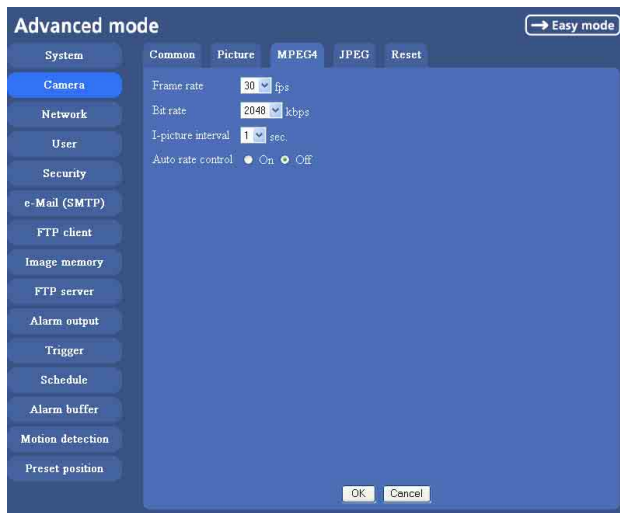 Advanced mode
→ Easy mode
System
Camera
Network
User
Security
e-Mail (SMTP)
FTP client
Image memory
FTP server
Alarm output
Trigger
Schedule
Alarm buffer
Motion detection
Preset position
Common Picture MPEG4 JPEG Reset
Frame rate 30 fps
Bit rate 2048 kbps
I-picture interval 1 sec.
Auto rate control On Off
OK Cancel